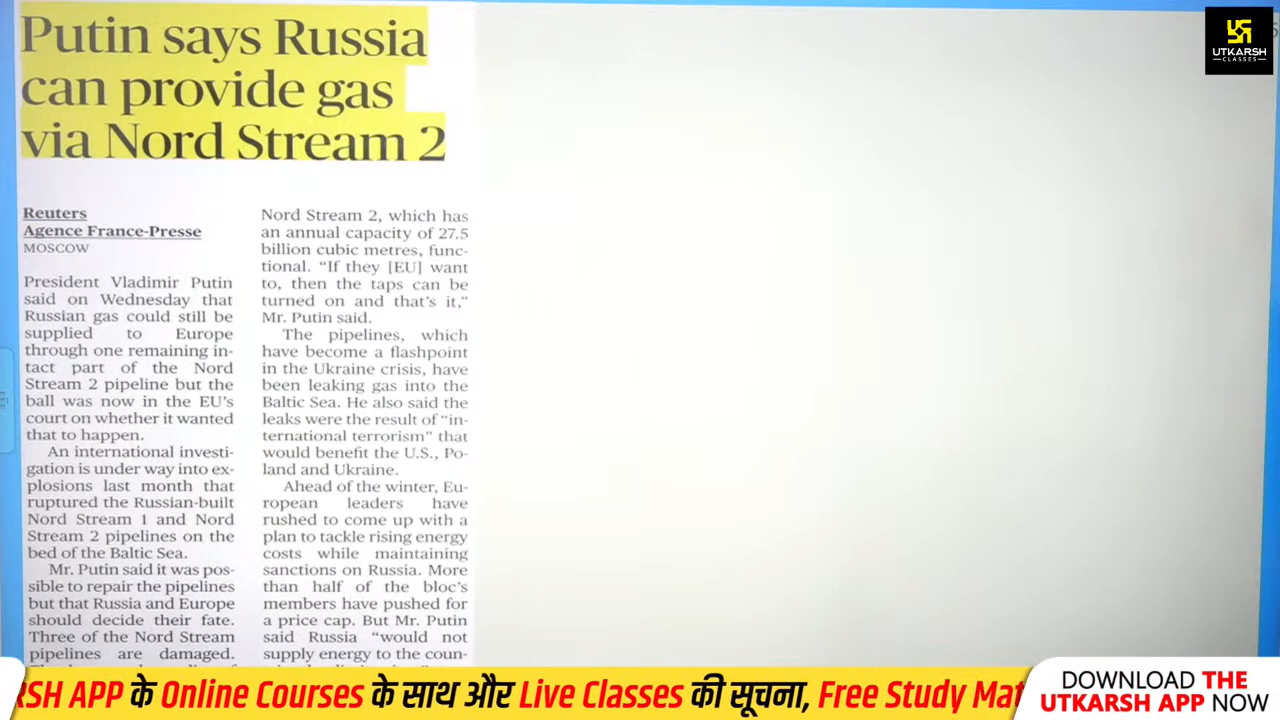 Putin says Russia
can provide gas
via Nord Stream 2
Reuters
Agence France-Presse
MOSCOW
President Vladimir Putin
said on Wednesday that
Russian gas could still be
supplied to Europe
through one remaining in-
tact part of the Nord
Stream 2 pipeline but the
ball was now in the EU's
court on whether it wanted
that to happen.
An international investi-
gation is under way into ex-
plosions last month that
ruptured the Russian-built
Nord Stream 1 and Nord
Stream 2 pipelines on the
bed of the Baltic Sea.
Mr. Putin said it was pos-
sible to repair the pipelines
but that Russia and Europe
should decide their fate.
Three of the Nord Stream
pipelines are damaged.
Nord Stream 2, which has
an annual capacity of 27.5
billion cubic metres, func-
tional. “If they [EU] want
to, then the taps can be
turned on and that’s it,”
Mr. Putin said.
The pipelines, which
have become a flashpoint
in the Ukraine crisis, have
been leaking gas into the
Baltic Sea. He also said the
leaks were the result of “in-
ternational terrorism” that
would benefit the U.S., Po-
land and Ukraine.
Ahead of the winter, Eu-
ropean leaders have
rushed to come up with a
plan to tackle rising energy
costs while maintaining
sanctions on Russia. More
than half of the bloc’s
members have pushed for
a price cap. But Mr. Putin
said Russia “would not
supply energy to the coun-
UTKARSH
CLASSES
RSH APP के Online Courses के साथ और Live Classes की सूचना, Free Study Mat
DOWNLOAD THE
UTKARSH APP NOW